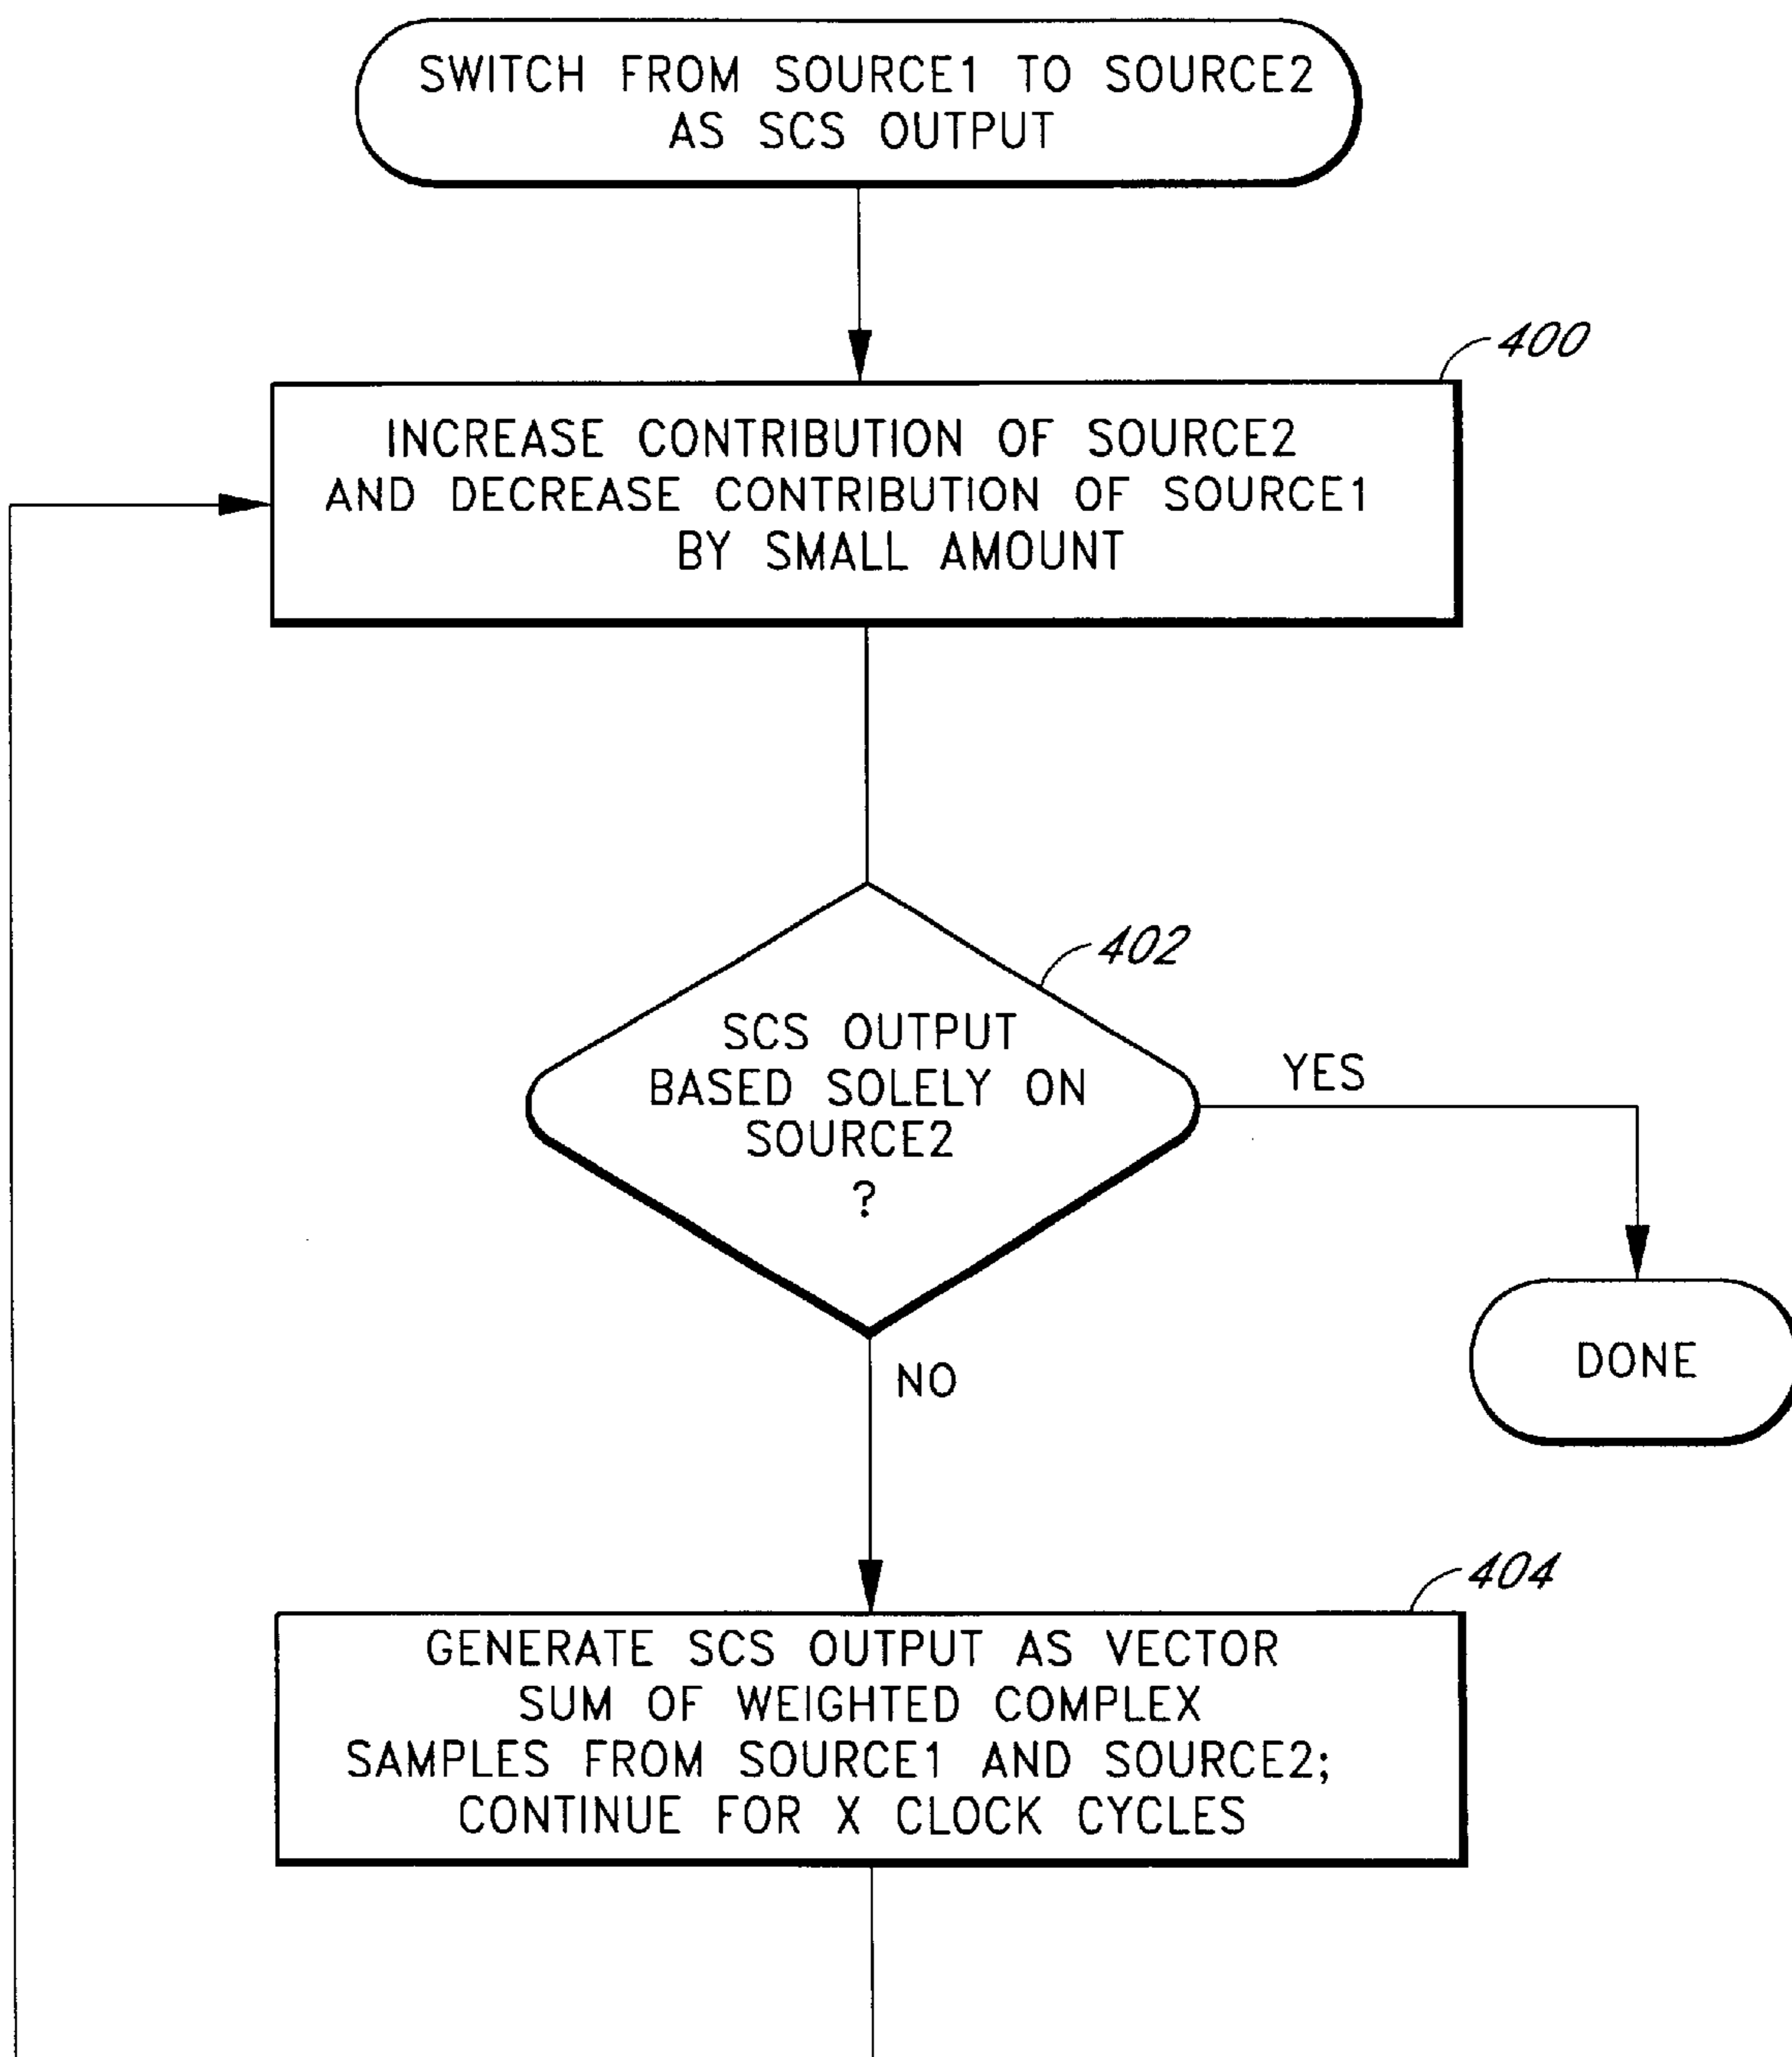 SWITCH FROM SOURCE1 TO SOURCE2
AS SCS OUTPUT
400
INCREASE CONTRIBUTION OF SOURCE2
AND DECREASE CONTRIBUTION OF SOURCE1
BY SMALL AMOUNT
402
SCS OUTPUT
BASED SOLELY ON
SOURCE2
?
YES
DONE
NO
404
GENERATE SCS OUTPUT AS VECTOR
SUM OF WEIGHTED COMPLEX
SAMPLES FROM SOURCE1 AND SOURCE2;
CONTINUE FOR X CLOCK CYCLES